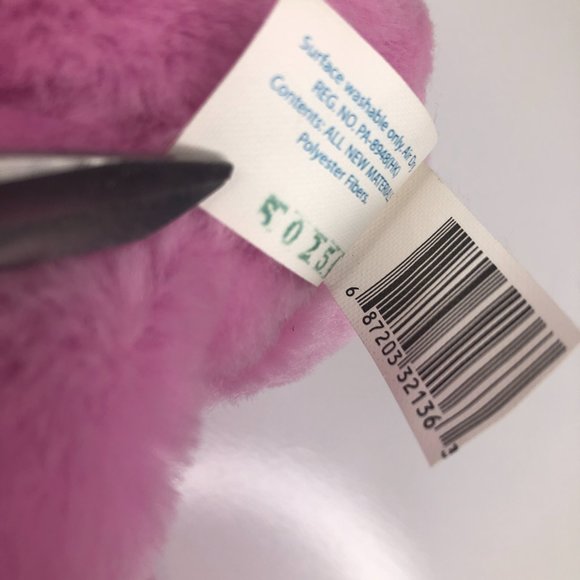 Surface washable only. Air Dry
REG. NO. PA-8948(HK)
Contents: ALL NEW MATERIAL
Polyester Fibers.
5025
6 87203 32136 3